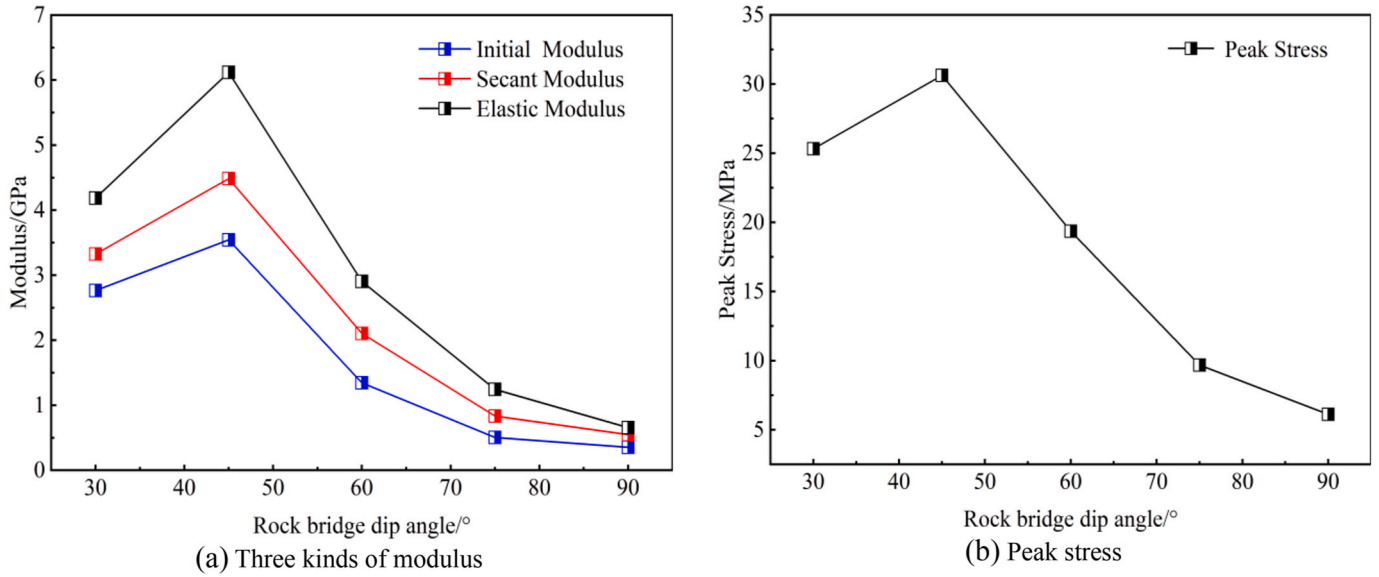 7
6
5
4
3
2
1
0
Modulus/GPa
Initial Modulus
Secant Modulus
Elastic Modulus
30 40 50 60 70 80 90
Rock bridge dip angle/°
(a) Three kinds of modulus
35
30
25
20
15
10
5
Peak Stress/MPa
Peak Stress
30 40 50 60 70 80 90
Rock bridge dip angle/°
(b) Peak stress